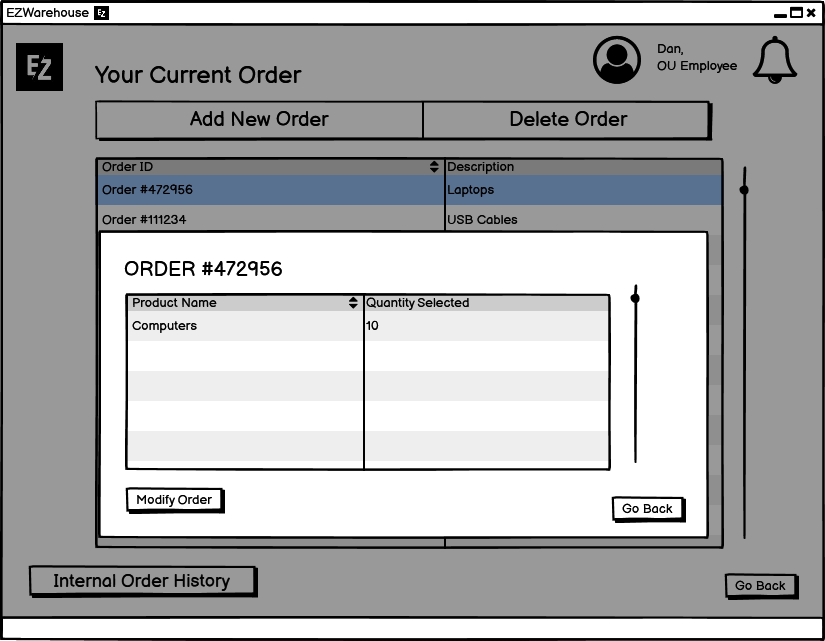 EZWarehouse EZ
EZ
Your Current Order
Dan,
OU Employee
Add New Order
Delete Order
Order ID
Description
Order #472956
Laptops
Order #111234
USB Cables
ORDER #472956
Product Name
Quantity Selected
Computers
10
Modify Order
Go Back
Internal Order History
Go Back